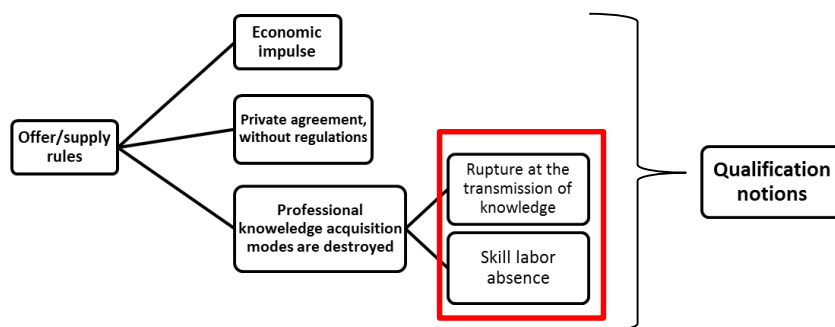 Economic
impulse
Offer/supply
rules
Private agreement,
without regulations
Professional
knoweledge acquisition
modes are destroyed
Rupture at the
transmission of
knowledge
Skill labor
absence
Qualification
notions